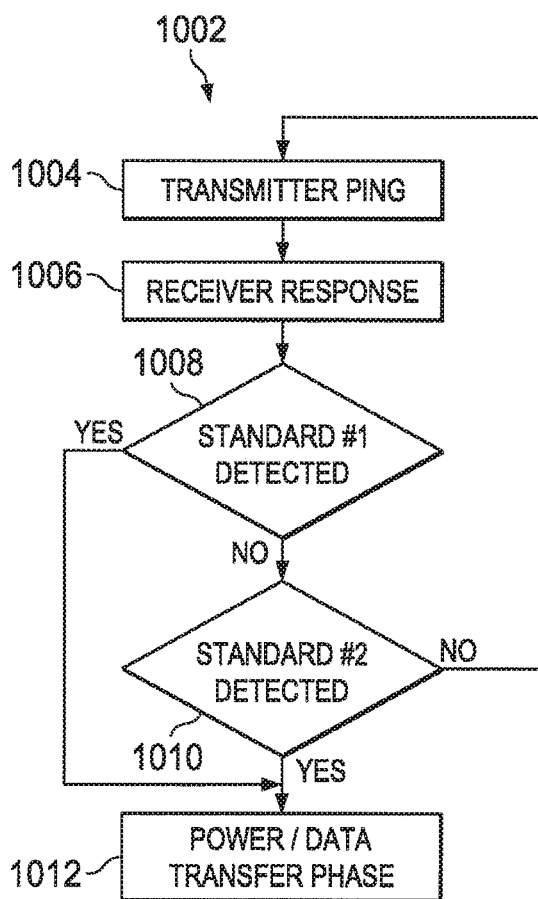 1002
1004
TRANSMITTER PING
1006
RECEIVER RESPONSE
1008
YES
STANDARD #1
DETECTED
NO
STANDARD #2
DETECTED
NO
1010
YES
1012
POWER / DATA
TRANSFER PHASE